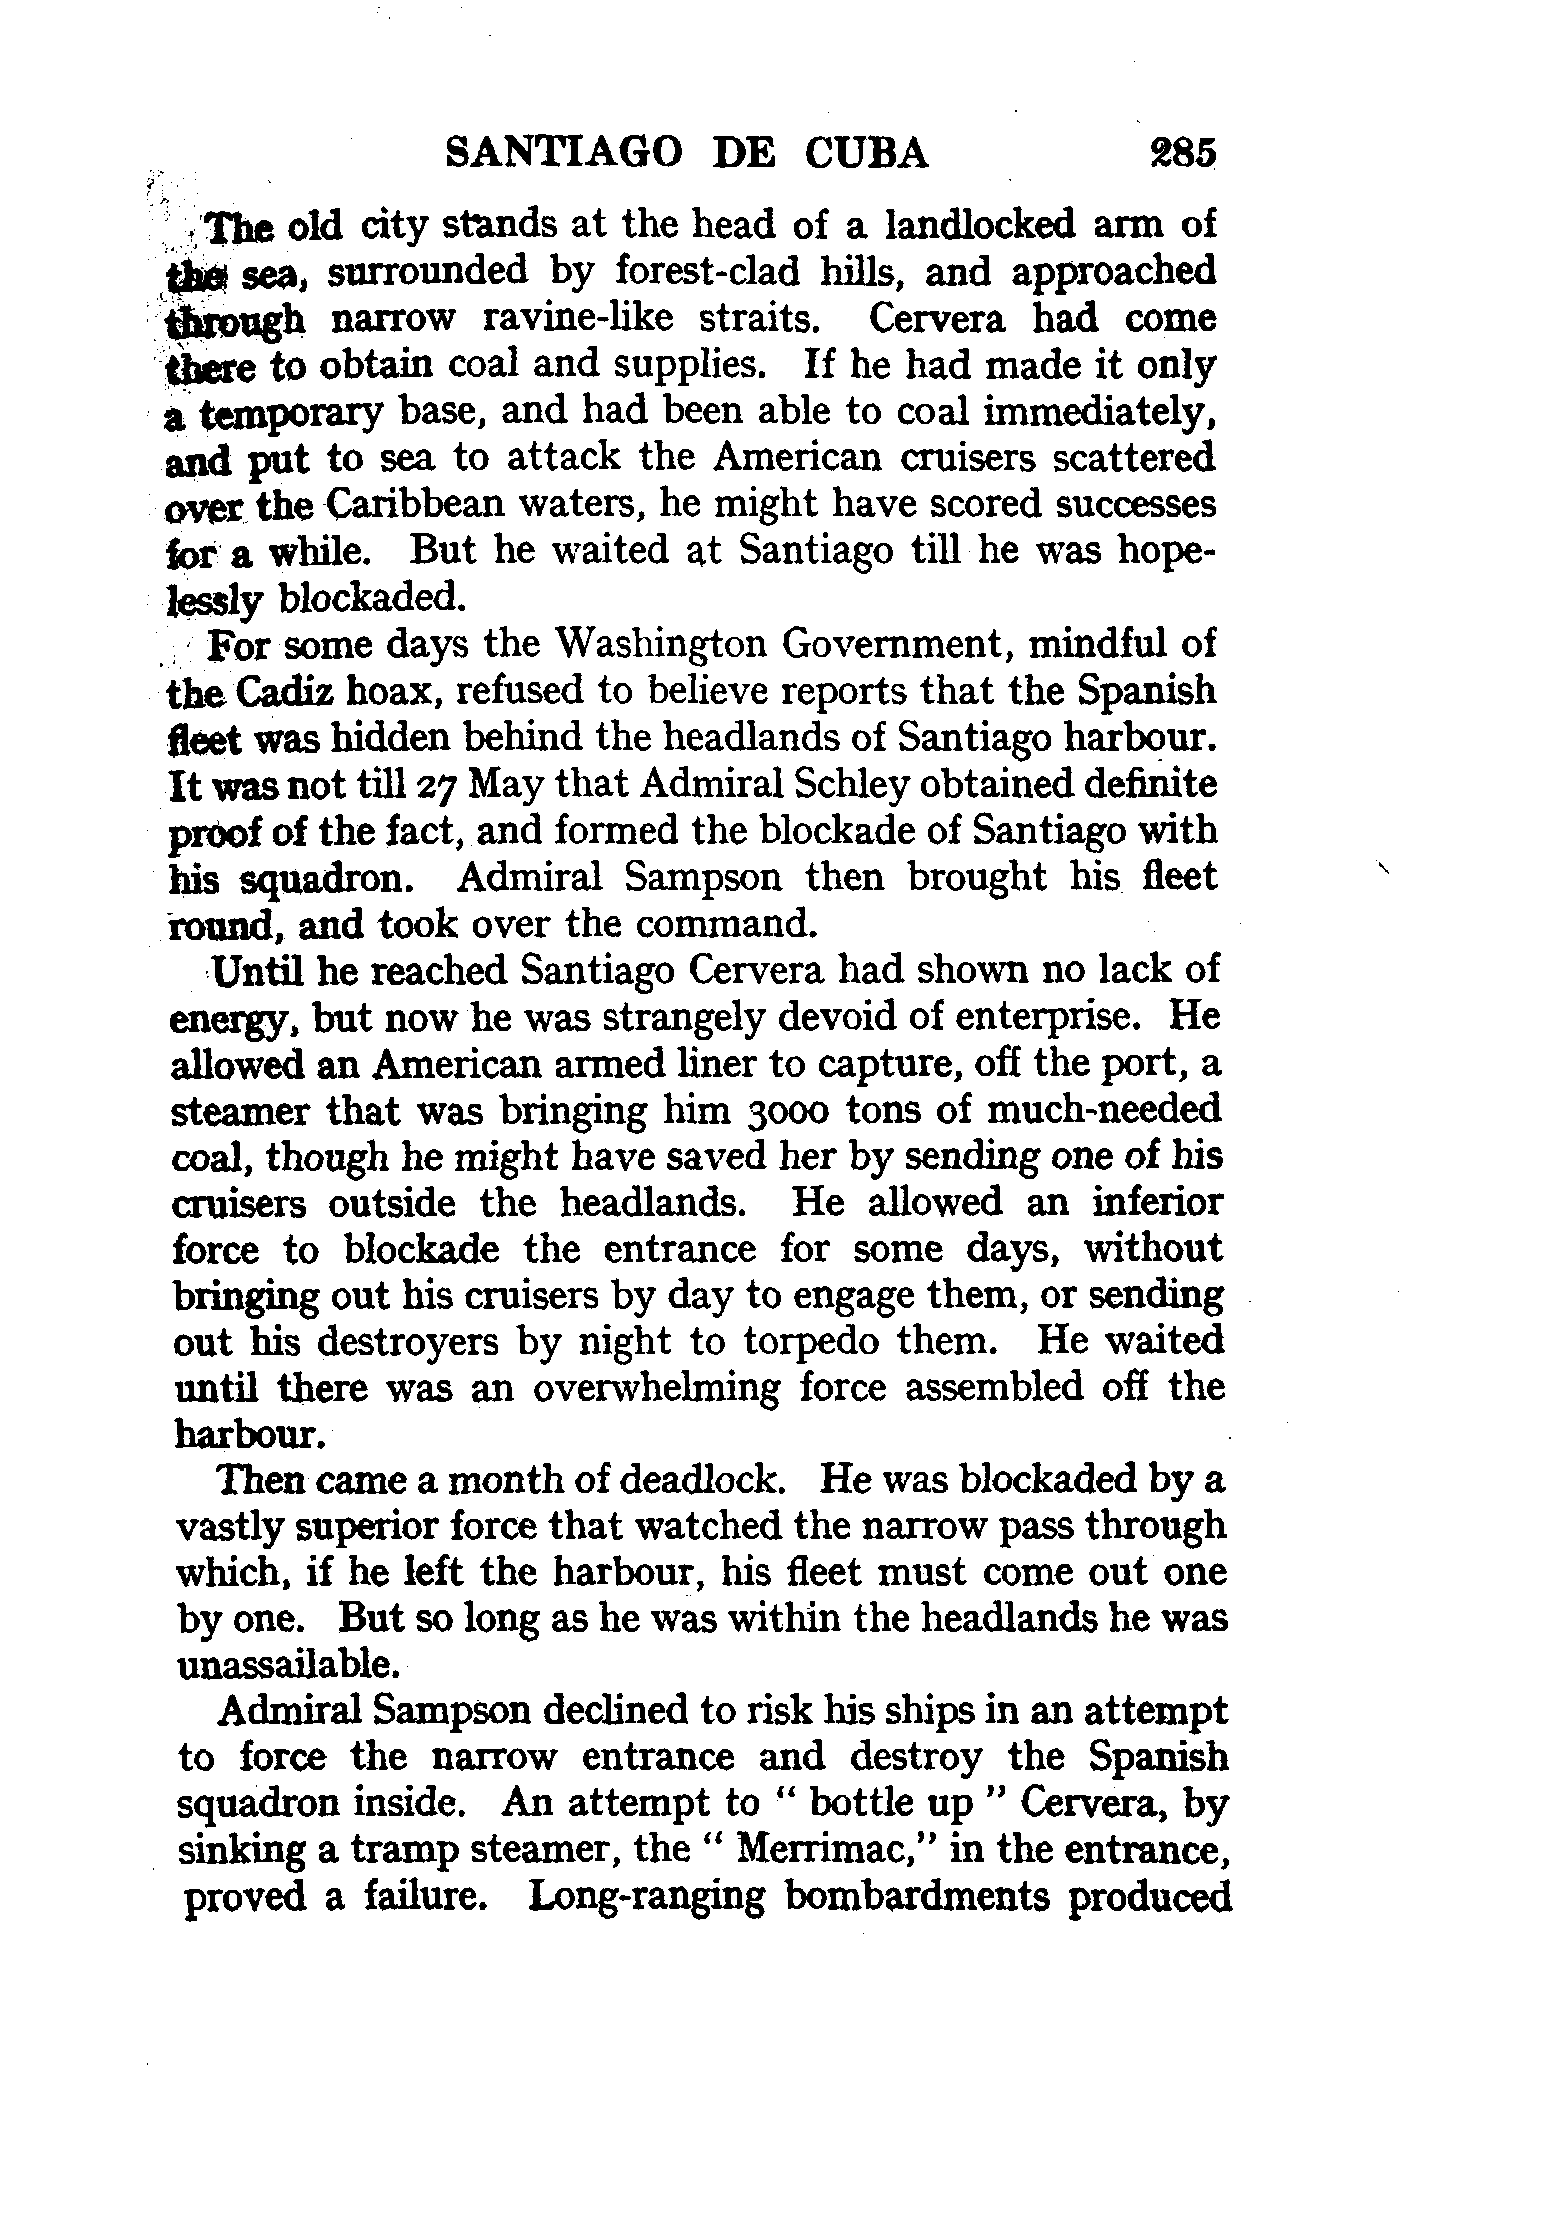 SANTIAGO DE CUBA 285
The old city stands at the head of a landlocked arm of
the sea, surrounded by forest-clad hills, and approached
through narrow ravine-like straits. Cervera had come
there to obtain coal and supplies. If he had made it only
a temporary base, and had been able to coal immediately,
and put to sea to attack the American cruisers scattered
over the Caribbean waters, he might have scored successes
for a while. But he waited at Santiago till he was hope-
lessly blockaded.
For some days the Washington Government, mindful of
the Cadiz hoax, refused to believe reports that the Spanish
fleet was hidden behind the headlands of Santiago harbour.
It was not till 27 May that Admiral Schley obtained definite
proof of the fact, and formed the blockade of Santiago with
his squadron. Admiral Sampson then brought his fleet
round, and took over the command.
Until he reached Santiago Cervera had shown no lack of
energy, but now he was strangely devoid of enterprise. He
allowed an American armed liner to capture, off the port, a
steamer that was bringing him 3000 tons of much-needed
coal, though he might have saved her by sending one of his
cruisers outside the headlands. He allowed an inferior
force to blockade the entrance for some days, without
bringing out his cruisers by day to engage them, or sending
out his destroyers by night to torpedo them. He waited
until there was an overwhelming force assembled off the
harbour.
Then came a month of deadlock. He was blockaded by a
vastly superior force that watched the narrow pass through
which, if he left the harbour, his fleet must come out one
by one. But so long as he was within the headlands he was
unassailable.
Admiral Sampson declined to risk his ships in an attempt
to force the narrow entrance and destroy the Spanish
squadron inside. An attempt to “ bottle up ” Cervera, by
sinking a tramp steamer, the “ Merrimac,” in the entrance,
proved a failure. Long-ranging bombardments produced